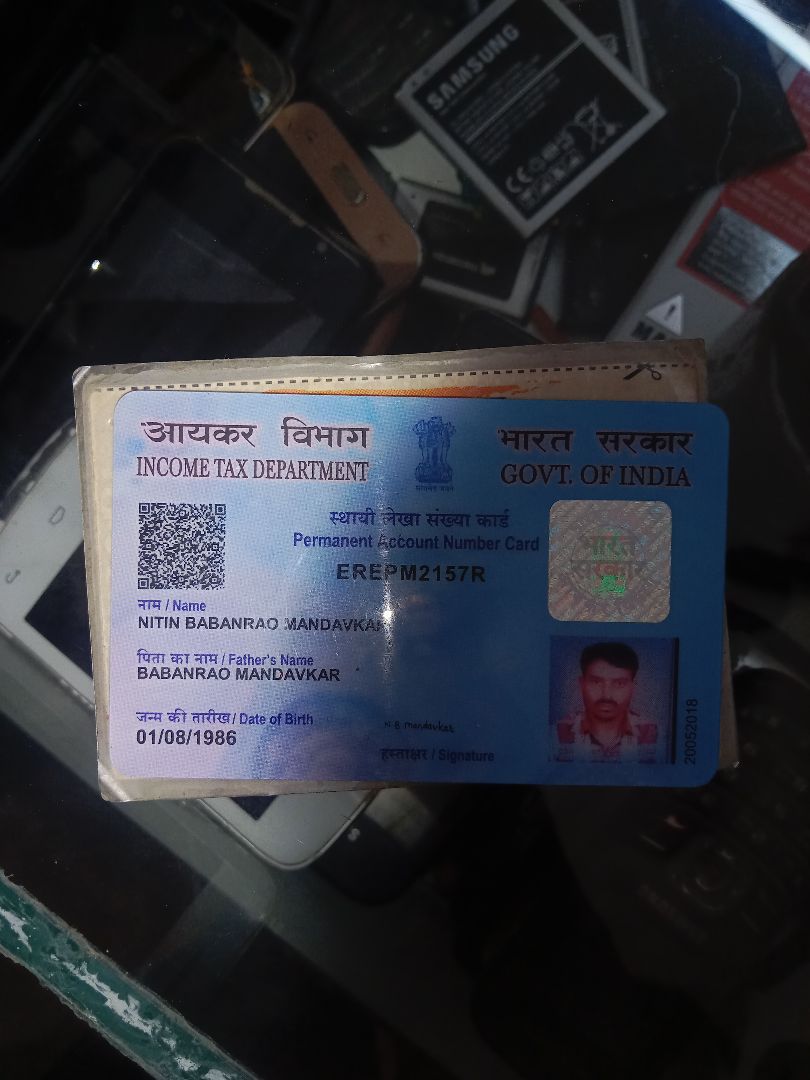 SAMSUNG
आयकर विभाग
INCOME TAX DEPARTMENT
सत्यमेव जयते
भारत सरकार
GOVT. OF INDIA
स्थायी लेखा संख्या कार्ड
Permanent Account Number Card
EREPM2157R
भारत
सरकार
नाम / Name
NITIN BABANRAO MANDAVKAR
पिता का नाम / Father's Name
BABANRAO MANDAVKAR
जन्म की तारीख / Date of Birth
01/08/1986
N B Mandavkar
हस्ताक्षर / Signature
20052018